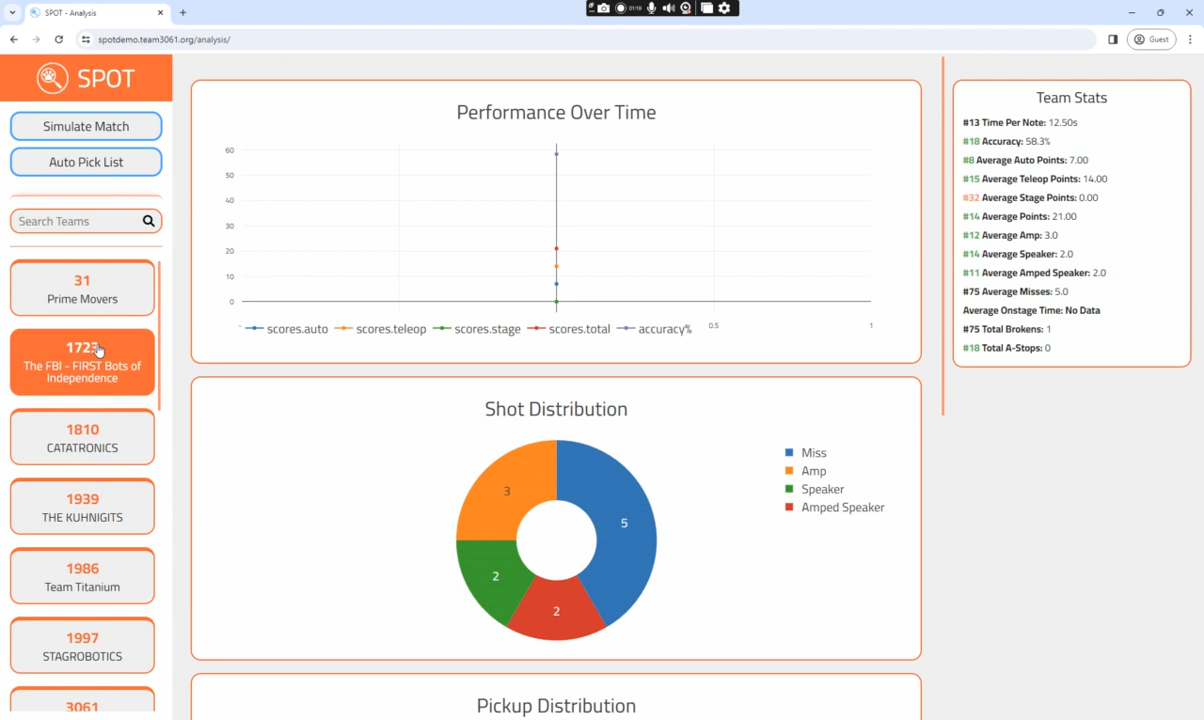 SPOT - Analysis
01:18
spotdemo.team3061.org/analysis/
Guest
SPOT
Simulate Match
Auto Pick List
Search Teams
31
Prime Movers
1723
The FBI - FIRST Bots of
Independence
1810
CATATRONICS
1939
THE KUHNIGITS
1986
Team Titanium
1997
STAGROBOTICS
3061
Performance Over Time
60
50
40
30
20
10
0
0.5
1
scores.auto scores.teleop scores.stage scores.total accuracy%
Shot Distribution
3
5
2
2
Miss
Amp
Speaker
Amped Speaker
Pickup Distribution
Team Stats
#13 Time Per Note: 12.50s
#18 Accuracy: 58.3%
#8 Average Auto Points: 7.00
#15 Average Teleop Points: 14.00
#32 Average Stage Points: 0.00
#14 Average Points: 21.00
#12 Average Amp: 3.0
#14 Average Speaker: 2.0
#11 Average Amped Speaker: 2.0
#75 Average Misses: 5.0
Average Onstage Time: No Data
#75 Total Brokens: 1
#18 Total A-Stops: 0